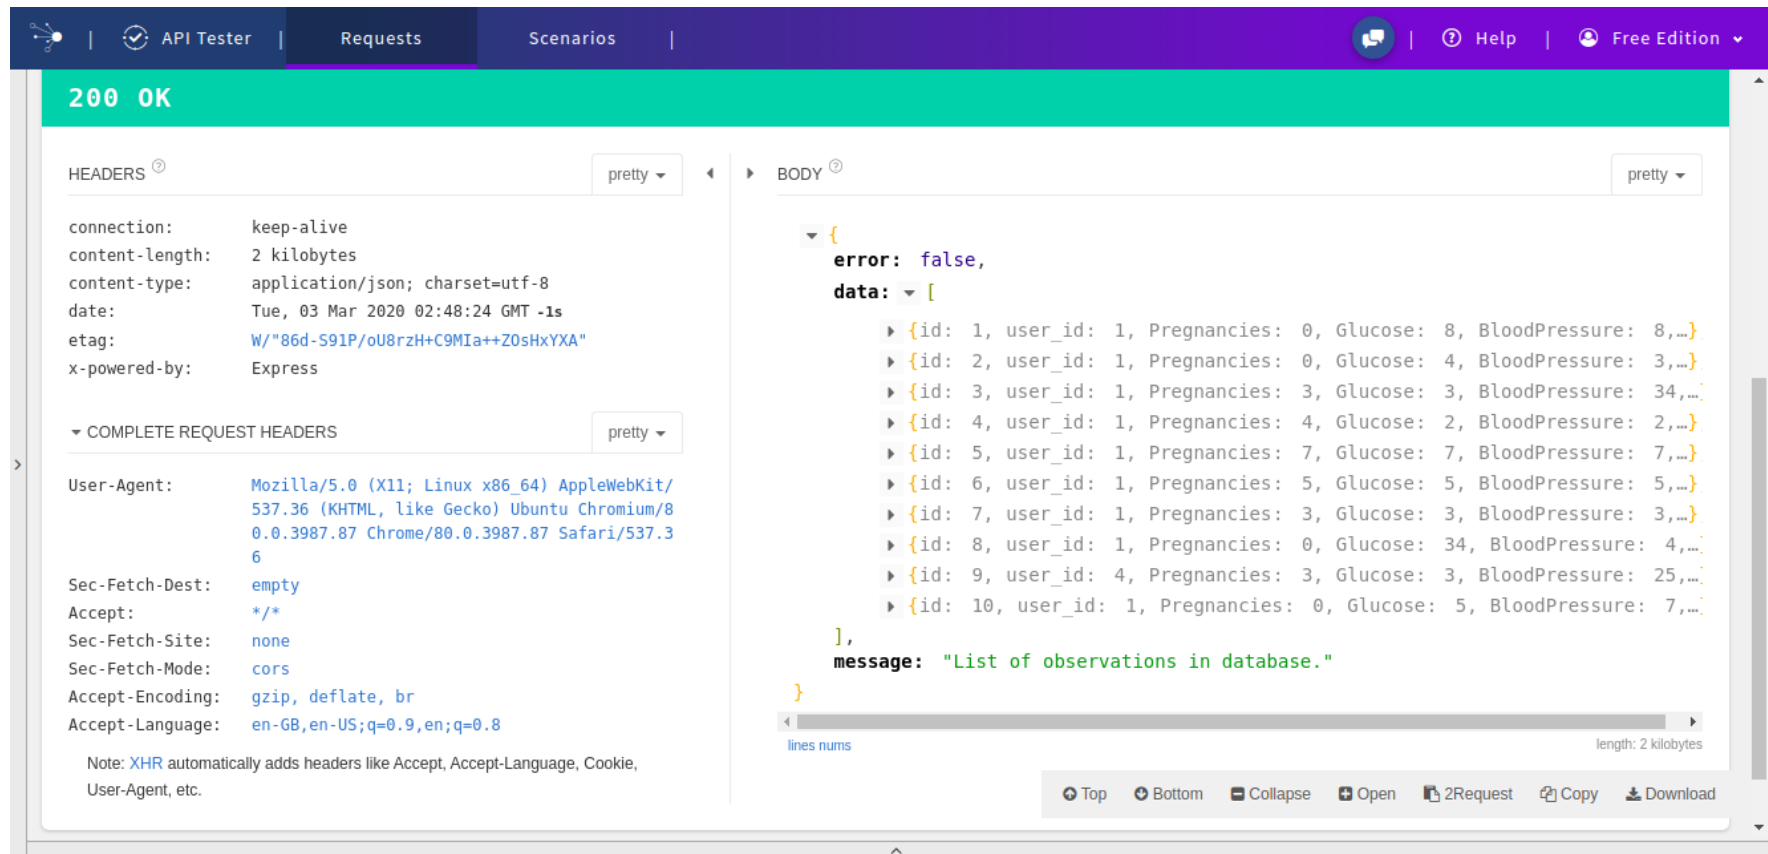 | API Tester | Requests Scenarios | | Help | Free Edition
200 OK
HEADERS ? pretty
connection: keep-alive
content-length: 2 kilobytes
content-type: application/json; charset=utf-8
date: Tue, 03 Mar 2020 02:48:24 GMT -1s
etag: W/"86d-S91P/oU8rzH+C9MIa++ZOsHxYXA"
x-powered-by: Express
COMPLETE REQUEST HEADERS pretty
User-Agent: Mozilla/5.0 (X11; Linux x86_64) AppleWebKit/
537.36 (KHTML, like Gecko) Ubuntu Chromium/8
0.0.3987.87 Chrome/80.0.3987.87 Safari/537.3
6
Sec-Fetch-Dest: empty
Accept: */*
Sec-Fetch-Site: none
Sec-Fetch-Mode: cors
Accept-Encoding: gzip, deflate, br
Accept-Language: en-GB,en-US;q=0.9,en;q=0.8
Note: XHR automatically adds headers like Accept, Accept-Language, Cookie,
User-Agent, etc.
BODY ? pretty
{
error: false,
data: [
{id: 1, user_id: 1, Pregnancies: 0, Glucose: 8, BloodPressure: 8,…}
{id: 2, user_id: 1, Pregnancies: 0, Glucose: 4, BloodPressure: 3,…}
{id: 3, user_id: 1, Pregnancies: 3, Glucose: 3, BloodPressure: 34,…}
{id: 4, user_id: 1, Pregnancies: 4, Glucose: 2, BloodPressure: 2,…}
{id: 5, user_id: 1, Pregnancies: 7, Glucose: 7, BloodPressure: 7,…}
{id: 6, user_id: 1, Pregnancies: 5, Glucose: 5, BloodPressure: 5,…}
{id: 7, user_id: 1, Pregnancies: 3, Glucose: 3, BloodPressure: 3,…}
{id: 8, user_id: 1, Pregnancies: 0, Glucose: 34, BloodPressure: 4,…}
{id: 9, user_id: 4, Pregnancies: 3, Glucose: 3, BloodPressure: 25,…}
{id: 10, user_id: 1, Pregnancies: 0, Glucose: 5, BloodPressure: 7,…}
],
message: "List of observations in database."
}
lines nums length: 2 kilobytes
Top Bottom Collapse Open 2Request Copy Download